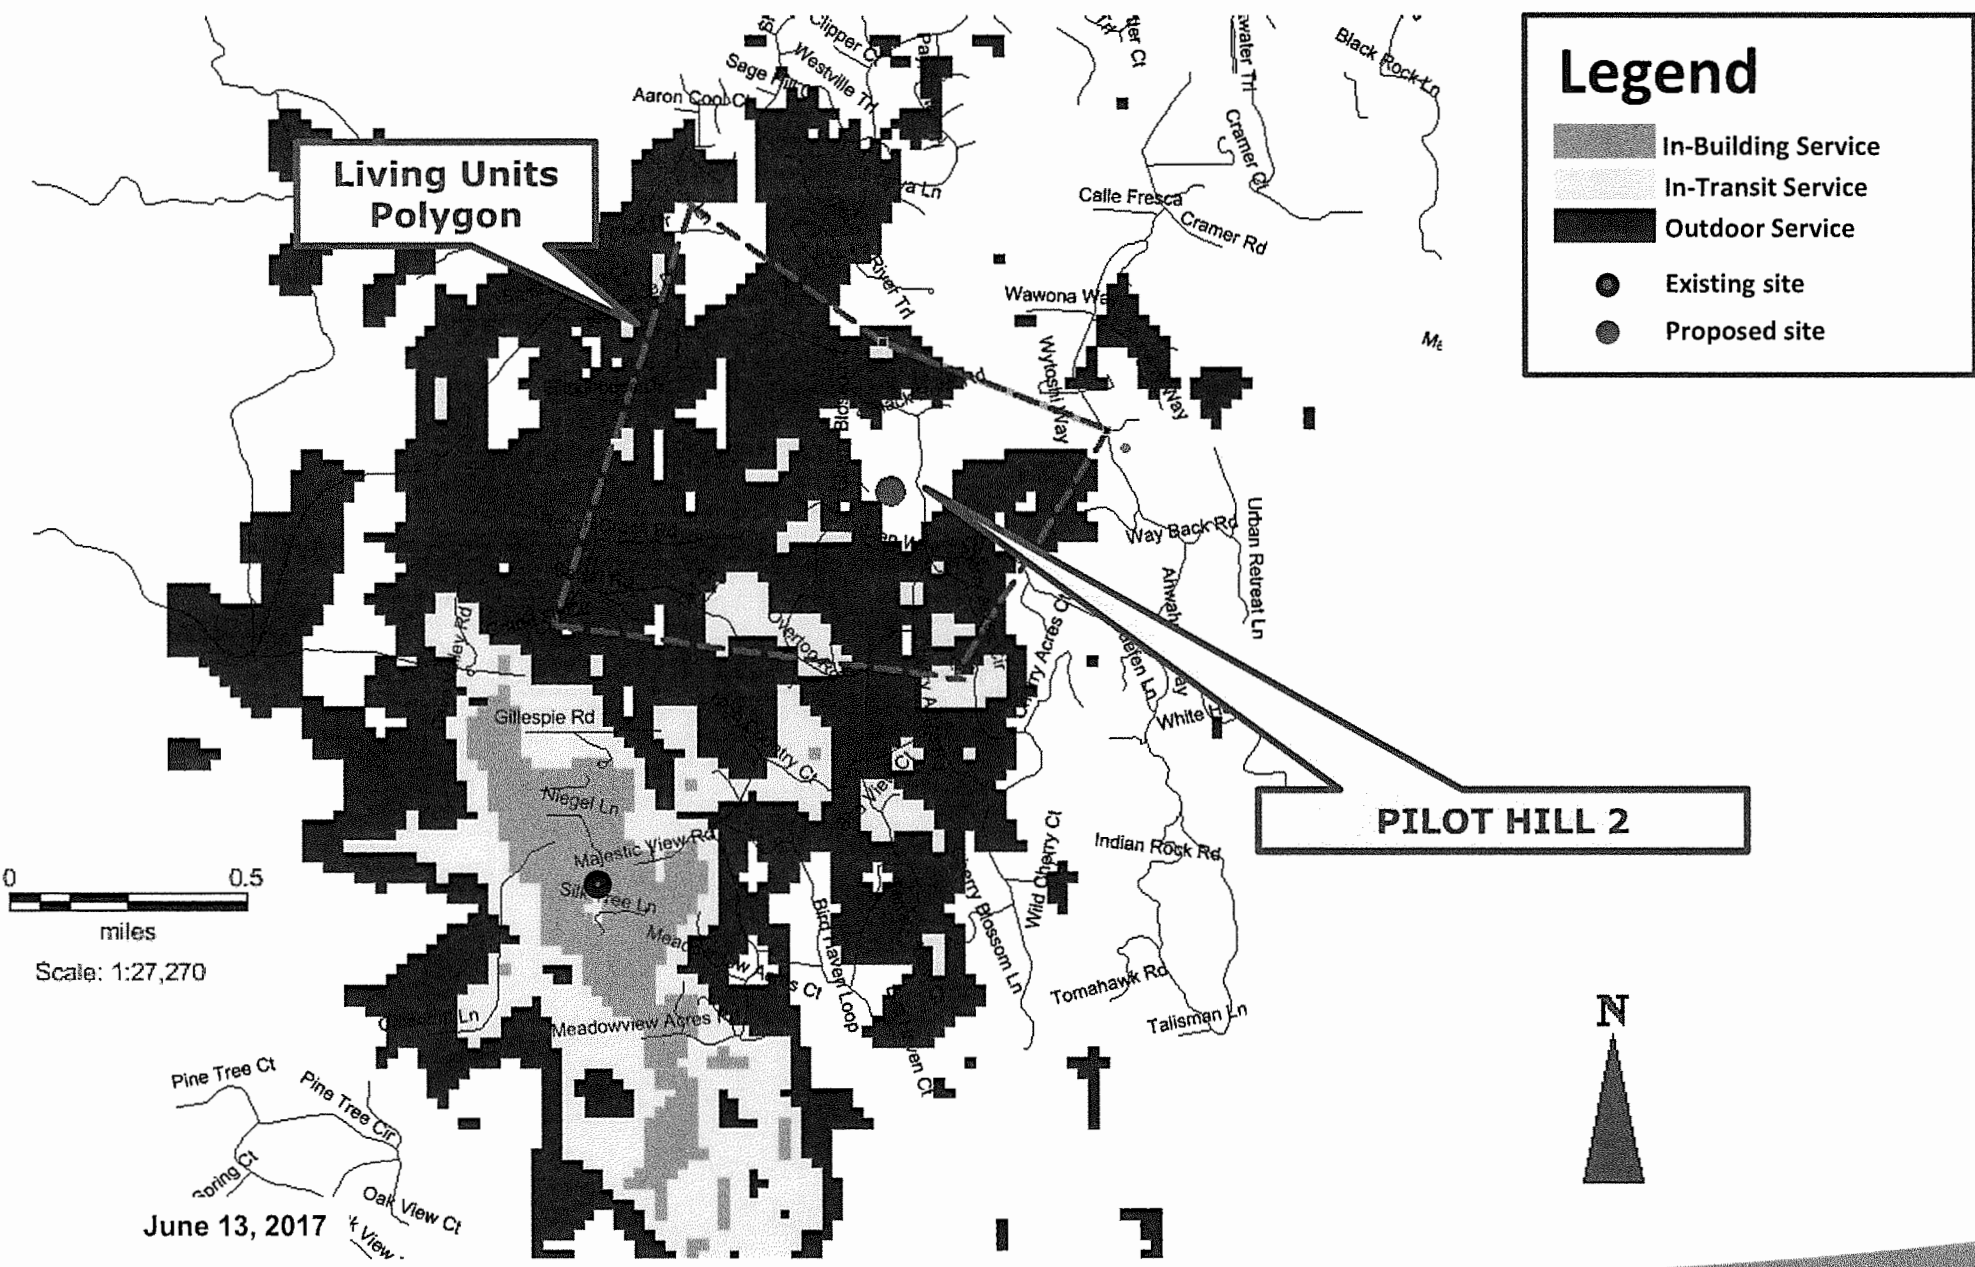 Clipper Ct
Westville Trl
Sage Hill
Aaron Cool Ct
Cramer Ct
Black Rock Ln
Calle Fresca
Cramer Rd
River Trl
Wawona
Wytoshi Way
Way
Way Back Rd
Urban Retreat Ln
Living Units
Polygon
Legend
In-Building Service
In-Transit Service
Outdoor Service
Existing site
Proposed site
Overton Rd
Gillespie Rd
Niegel Ln
Majestic View Rd
Silk Tree Ln
White
PILOT HILL 2
Indian Rock Rd
Wild Cherry Ct
Blossom Ln
Bird Haven Loop
Tomahawk Rd
Talisman Ln
Meadowview Acres
0 0.5
miles
Scale: 1:27,270
N
Pine Tree Ct
Pine Tree Cir
Spring Ct
Oak View Ct
View
June 13, 2017